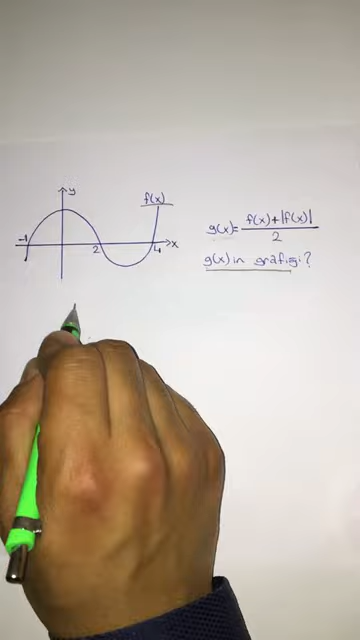 y
f(x)
-1
2
4
x
g(x)= f(x)+|f(x)| / 2
g(x) in grafiği?